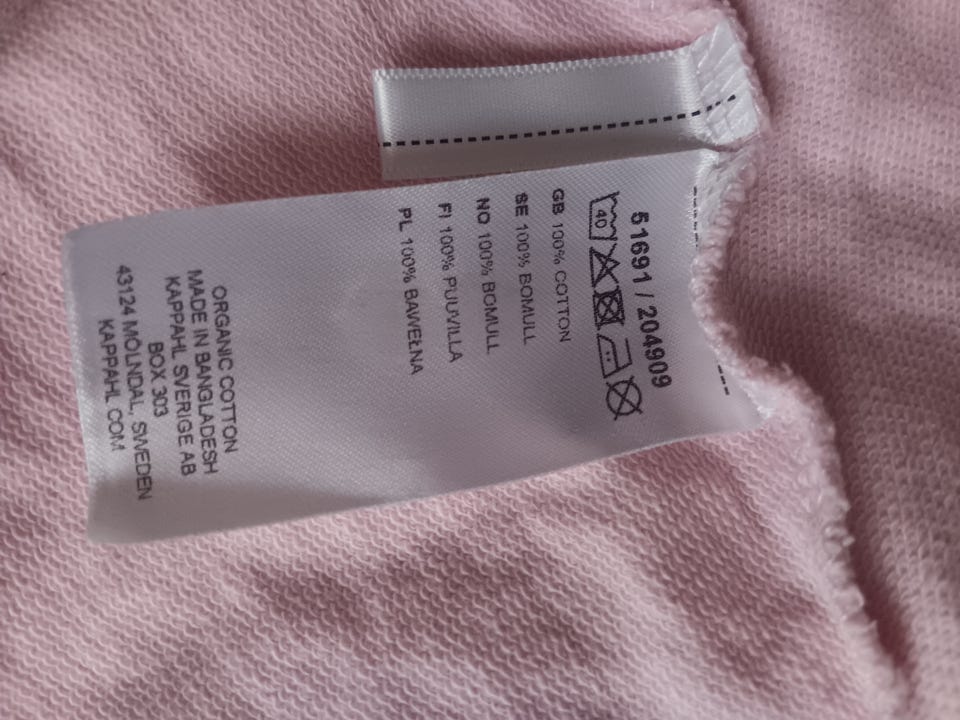 51691 / 204909
40
GB 100% COTTON
SE 100% BOMULL
NO 100% BOMULL
FI 100% PUUVILLA
PL 100% BAWEŁNA
ORGANIC COTTON
MADE IN BANGLADESH
KAPPAHL SVERIGE AB
BOX 303
43124 MÖLNDAL, SWEDEN
KAPPAHL.COM